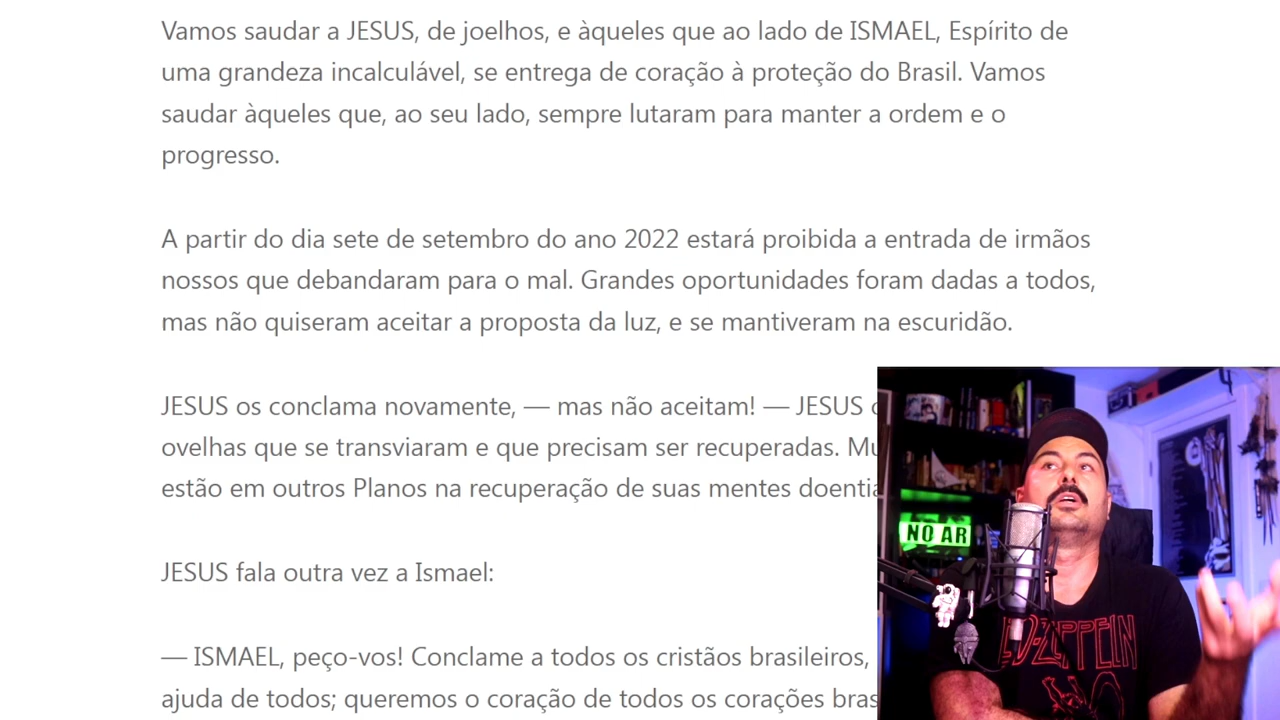 Vamos saudar a JESUS, de joelhos, e àqueles que ao lado de ISMAEL, Espírito de
uma grandeza incalculável, se entrega de coração à proteção do Brasil. Vamos
saudar àqueles que, ao seu lado, sempre lutaram para manter a ordem e o
progresso.
A partir do dia sete de setembro do ano 2022 estará proibida a entrada de irmãos
nossos que debandaram para o mal. Grandes oportunidades foram dadas a todos,
mas não quiseram aceitar a proposta da luz, e se mantiveram na escuridão.
JESUS os conclama novamente, — mas não aceitam! — JESUS
ovelhas que se transviaram e que precisam ser recuperadas.
estão em outros Planos na recuperação de suas mentes
JESUS fala outra vez a Ismael:
— ISMAEL, peço-vos! Conclame a todos os cristãos brasileiros,
ajuda de todos; queremos o coração de todos os corações
NO AR
LED-ZEPPELIN